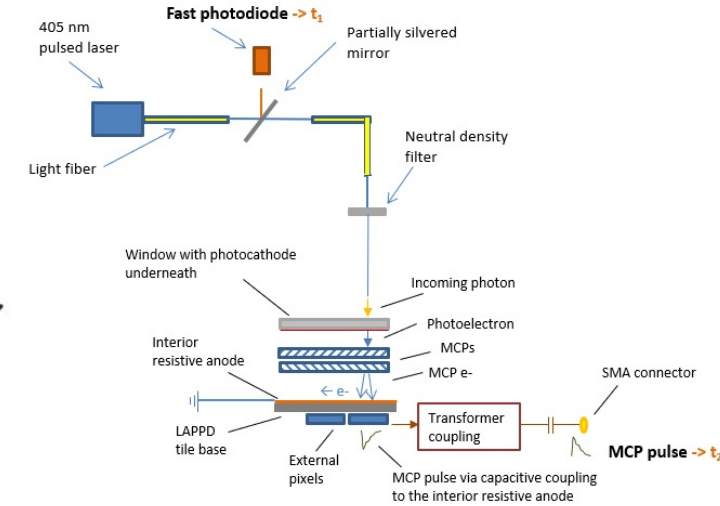 Fast photodiode -> t1
405 nm
pulsed laser
Partially silvered
mirror
Light fiber
Neutral density
filter
Window with photocathode
underneath
Incoming photon
Photoelectron
Interior
resistive anode
MCPs
MCP e-
SMA connector
← e-
LAPPD
tile base
Transformer
coupling
External
pixels
MCP pulse -> t2
MCP pulse via capacitive coupling
to the interior resistive anode